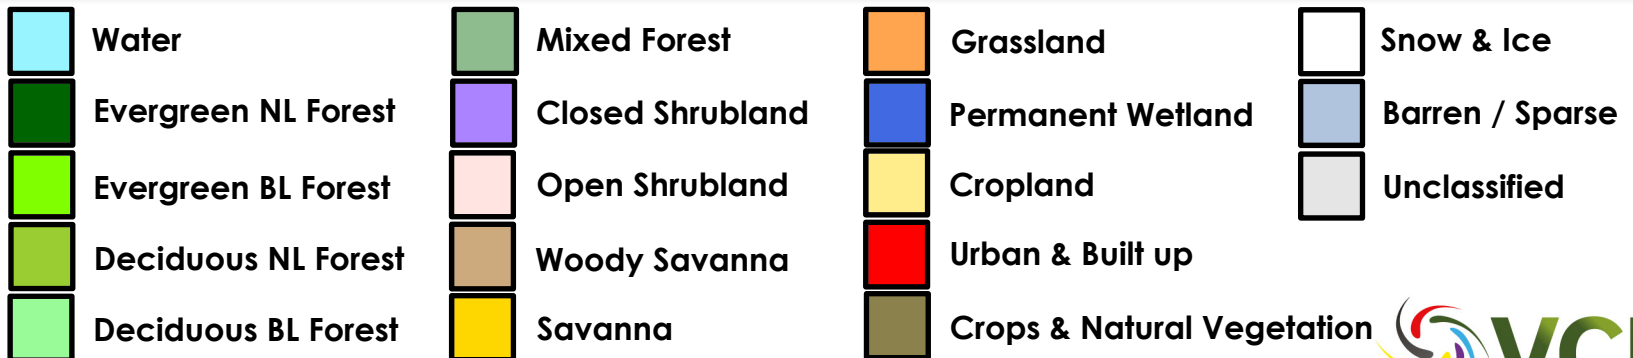 Water
Evergreen NL Forest
Evergreen BL Forest
Deciduous NL Forest
Deciduous BL Forest
Mixed Forest
Closed Shrubland
Open Shrubland
Woody Savanna
Savanna
Grassland
Permanent Wetland
Cropland
Urban & Built up
Crops & Natural Vegetation
Snow & Ice
Barren / Sparse
Unclassified